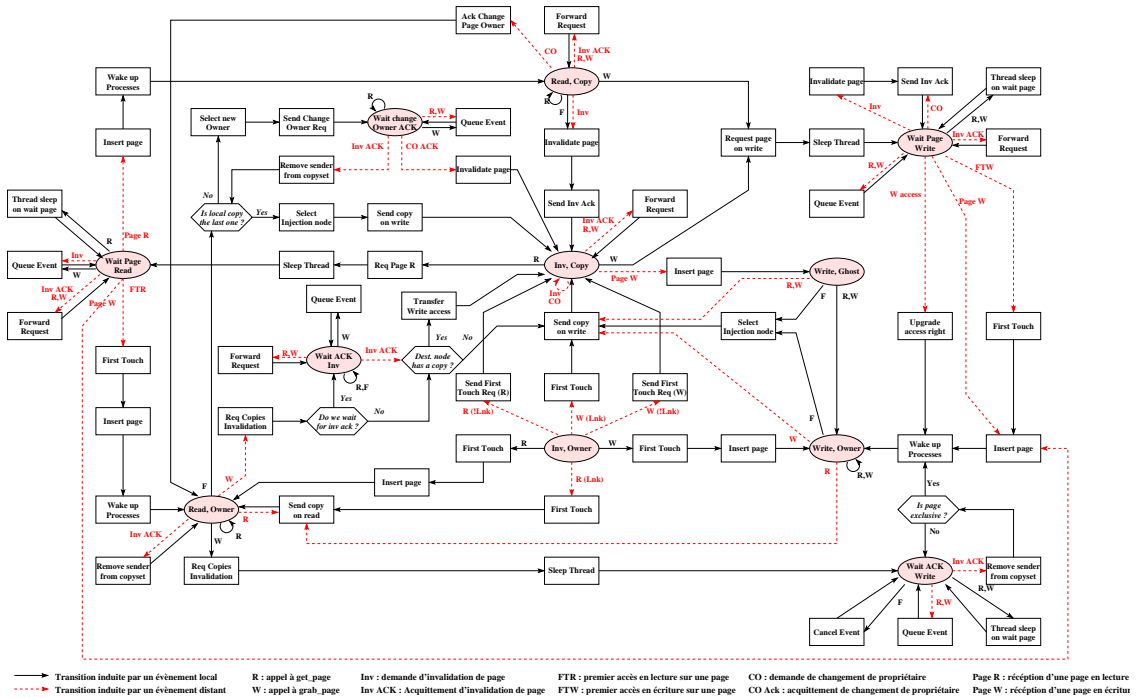 Ack Change
Page Owner
Forward
Request
CO
Inv ACK
R,W
Wake up
Processes
Read, Copy
W
R
F
Inv
Invalidate page
Send Inv Ack
Thread sleep
on wait page
Inv
CO
R,W
Select new
Owner
Send Change
Owner Req
R
Wait change
Owner ACK
R,W
W
Queue Event
Insert page
Invalidate page
Request page
on write
Sleep Thread
Wait Page
Write
Inv ACK
Forward
Request
Inv ACK
CO ACK
Remove sender
from copyset
Invalidate page
R,W
FTW
W access
Queue Event
No
Thread sleep
on wait page
Is local copy
the last one ?
Yes
Select
Injection node
Send copy
on write
Send Inv Ack
Inv ACK
R,W
Forward
Request
Page W
R
Page R
Queue Event
Inv
W
Wait Page
Read
Sleep Thread
Req Page R
R
Inv, Copy
W
Page W
Insert page
Write, Ghost
Inv ACK
R,W
FTR
Page W
Inv
CO
R,W
F
R,W
Queue Event
Transfer
Write access
Forward
Request
W
Yes
No
Send copy
on write
Select
Injection node
Upgrade
access right
First Touch
First Touch
Forward
Request
R,W
Wait ACK
Inv
Inv ACK
Dest. node
has a copy ?
R,F
Send First
Touch Req (R)
First Touch
Send First
Touch Req (W)
Yes
Insert page
Req Copies
Invalidation
Do we wait
for inv ack ?
No
R (!Lnk)
W (Lnk)
W (!Lnk)
F
First Touch
R
Inv, Owner
W
First Touch
Insert page
W
Write, Owner
Wake up
Processes
Insert page
R
R,W
W
Insert page
R (Lnk)
F
Yes
Wake up
Processes
Read, Owner
R
Send copy
on read
First Touch
Is page
exclusive ?
Inv ACK
W
R
No
Remove sender
from copyset
Req Copies
Invalidation
Sleep Thread
Wait ACK
Write
Inv ACK
Remove sender
from copyset
F
R,W
R,W
Cancel Event
Queue Event
Thread sleep
on wait page
Transition induite par un évènement local
R : appel à get_page
Inv : demande d'invalidation de page
FTR : premier accès en lecture sur une page
CO : demande de changement de propriétaire
Page R : récéption d'une page en lecture
Transition induite par un évènement distant
W : appel à grab_page
Inv ACK : Acquittement d'invalidation de page
FTW : premier accès en écriture sur une page
CO Ack : acquittement de changement de propriétaire
Page W : récéption d'une page en écritu